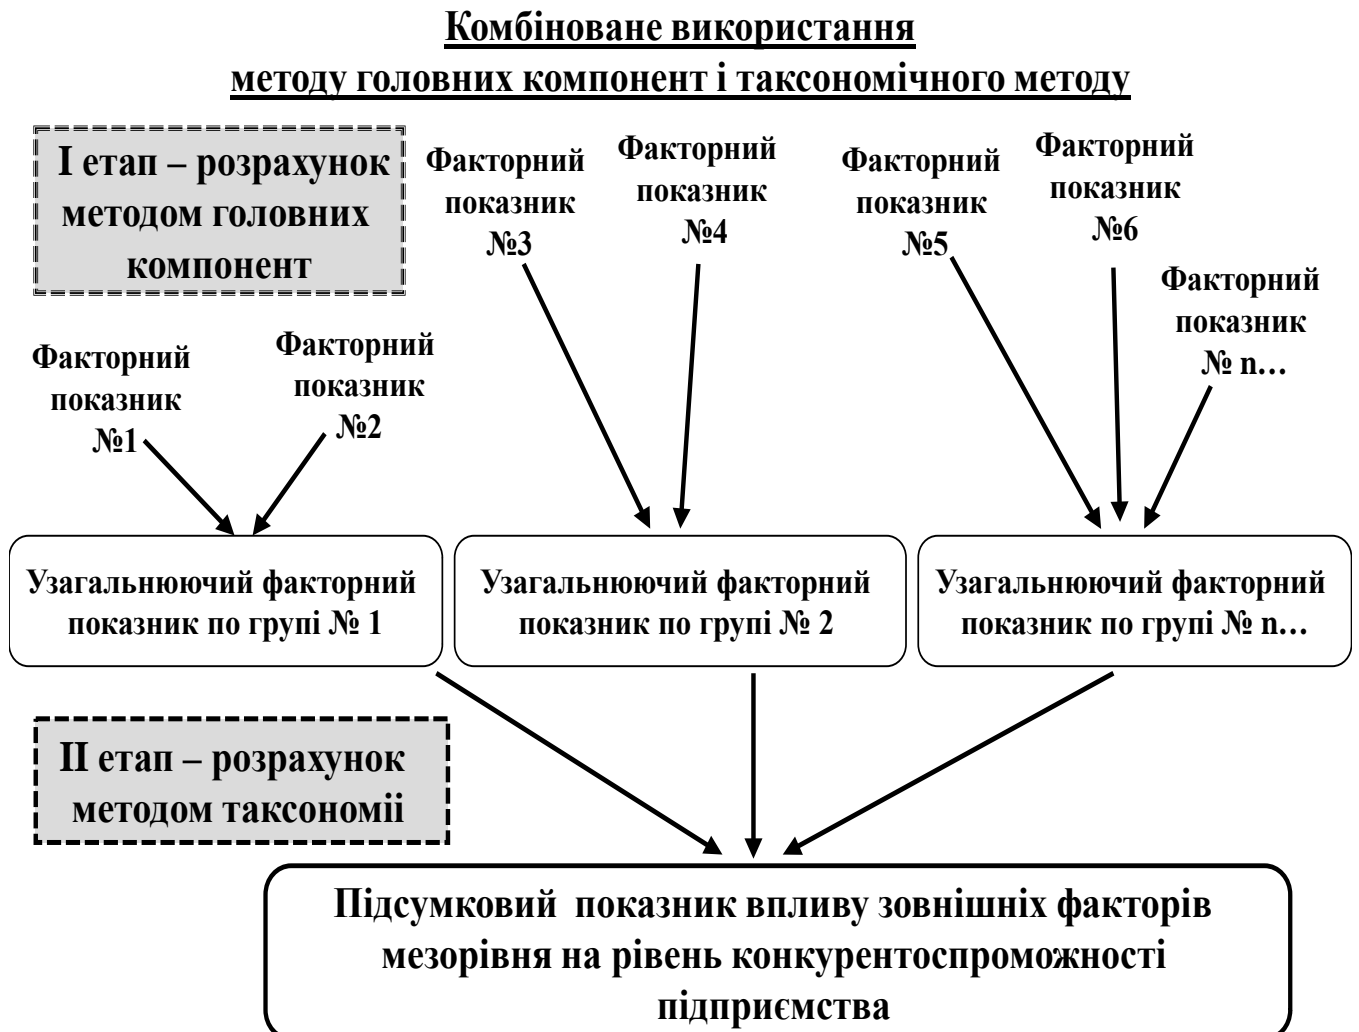 Комбіноване використання
методу головних компонент і таксономічного методу
І етап – розрахунок
методом головних
компонент
Факторний
показник
№3
Факторний
показник
№4
Факторний
показник
№5
Факторний
показник
№6
Факторний
показник
№ n…
Факторний
показник
№1
Факторний
показник
№2
Узагальнюючий факторний
показник по групі № 1
Узагальнюючий факторний
показник по групі № 2
Узагальнюючий факторний
показник по групі № n…
ІІ етап – розрахунок
методом таксономіі
Підсумковий показник впливу зовнішніх факторів
мезорівня на рівень конкурентоспроможності
підприємства